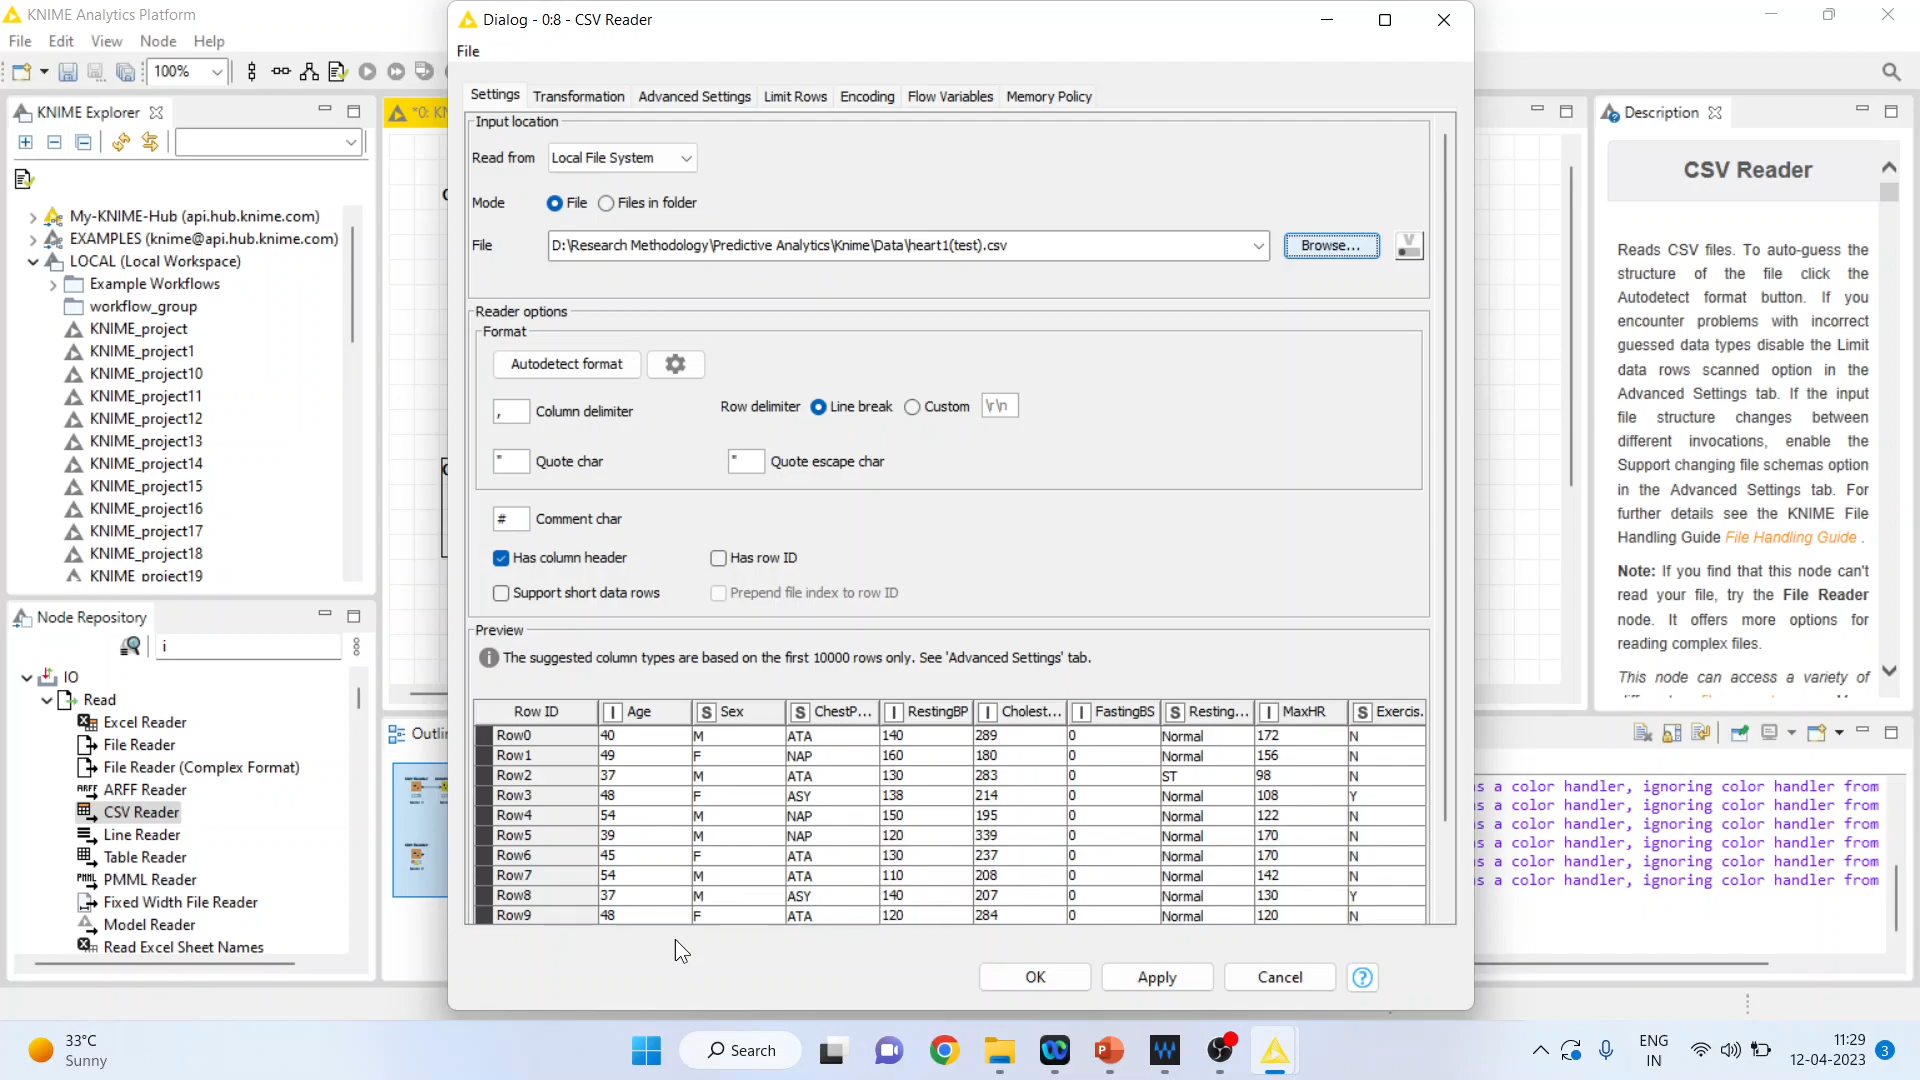 KNIME Analytics Platform
File Edit View Node Help
100%
KNIME Explorer
My-KNIME-Hub (api.hub.knime.com)
EXAMPLES (knime@api.hub.knime.com)
LOCAL (Local Workspace)
Example Workflows
workflow_group
KNIME_project
KNIME_project1
KNIME_project10
KNIME_project11
KNIME_project12
KNIME_project13
KNIME_project14
KNIME_project15
KNIME_project16
KNIME_project17
KNIME_project18
KNIME_project19
Node Repository
i
IO
Read
Excel Reader
File Reader
File Reader (Complex Format)
ARFF Reader
CSV Reader
Line Reader
Table Reader
PMML Reader
Fixed Width File Reader
Model Reader
Read Excel Sheet Names
Dialog - 0:8 - CSV Reader
File
Settings Transformation Advanced Settings Limit Rows Encoding Flow Variables Memory Policy
Input location
Read from Local File System
Mode File Files in folder
File D:\Research Methodology\Predictive Analytics\Knime\Data\heart1(test).csv Browse...
Reader options
Format
Autodetect format
, Column delimiter Row delimiter Line break Custom \r\n
" Quote char " Quote escape char
# Comment char
Has column header Has row ID
Support short data rows Prepend file index to row ID
Preview
The suggested column types are based on the first 10000 rows only. See 'Advanced Settings' tab.
Row ID I Age S Sex S ChestP... I RestingBP I Cholest... I FastingBS S Resting... I MaxHR S Exercis.
Row0 40 M ATA 140 289 0 Normal 172 N
Row1 49 F NAP 160 180 0 Normal 156 N
Row2 37 M ATA 130 283 0 ST 98 N
Row3 48 F ASY 138 214 0 Normal 108 Y
Row4 54 M NAP 150 195 0 Normal 122 N
Row5 39 M NAP 120 339 0 Normal 170 N
Row6 45 F ATA 130 237 0 Normal 170 N
Row7 54 M ATA 110 208 0 Normal 142 N
Row8 37 M ASY 140 207 0 Normal 130 Y
Row9 48 F ATA 120 284 0 Normal 120 N
OK Apply Cancel
Description
CSV Reader
Reads CSV files. To auto-guess the
structure of the file click the
Autodetect format button. If you
encounter problems with incorrect
guessed data types disable the Limit
data rows scanned option in the
Advanced Settings tab. If the input
file structure changes between
different invocations, enable the
Support changing file schemas option
in the Advanced Settings tab. For
further details see the KNIME File
Handling Guide File Handling Guide .
Note: If you find that this node can't
read your file, try the File Reader
node. It offers more options for
reading complex files.
This node can access a variety of
s a color handler, ignoring color handler from
s a color handler, ignoring color handler from
s a color handler, ignoring color handler from
s a color handler, ignoring color handler from
s a color handler, ignoring color handler from
s a color handler, ignoring color handler from
33°C
Sunny
Search
ENG
IN
11:29
12-04-2023
3